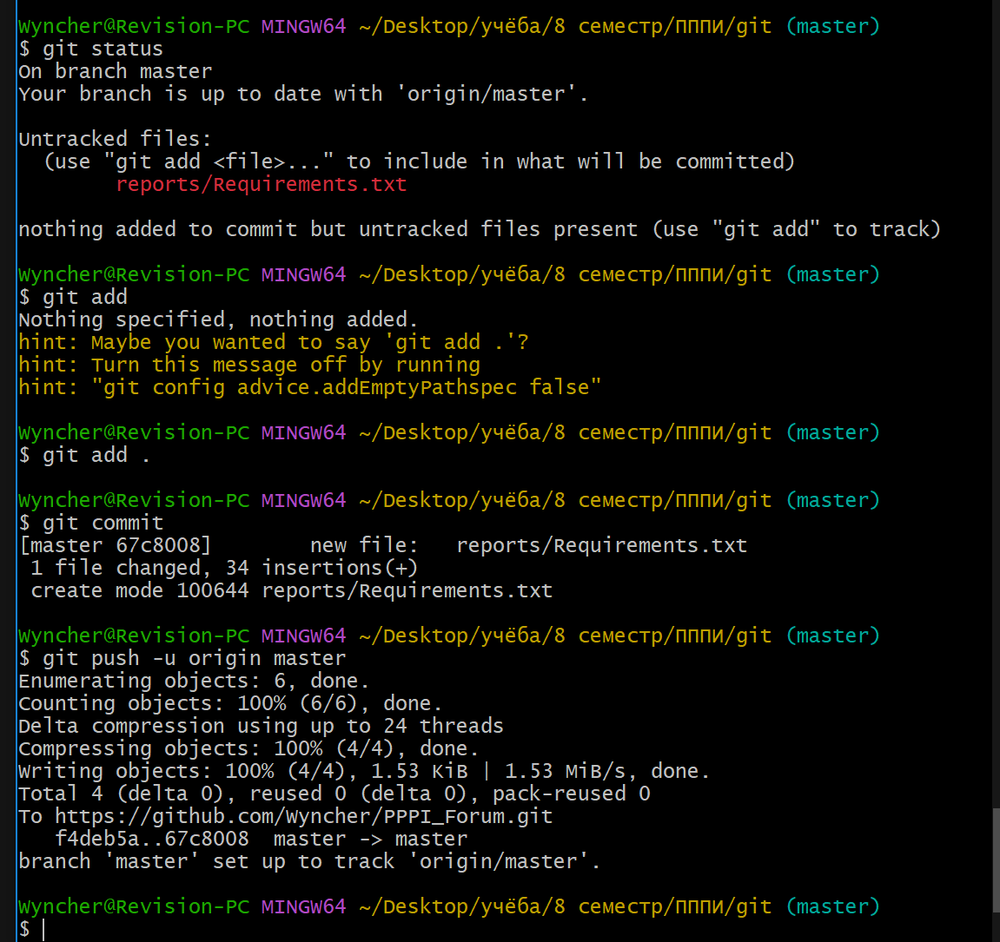 Wyncher@Revision-PC MINGW64 ~/Desktop/учёба/8 семестр/ПППИ/git (master)
$ git status
On branch master
Your branch is up to date with 'origin/master'.
Untracked files:
  (use "git add <file>..." to include in what will be committed)
        reports/Requirements.txt
nothing added to commit but untracked files present (use "git add" to track)
Wyncher@Revision-PC MINGW64 ~/Desktop/учёба/8 семестр/ПППИ/git (master)
$ git add
Nothing specified, nothing added.
hint: Maybe you wanted to say 'git add .'?
hint: Turn this message off by running
hint: "git config advice.addEmptyPathspec false"
Wyncher@Revision-PC MINGW64 ~/Desktop/учёба/8 семестр/ПППИ/git (master)
$ git add .
Wyncher@Revision-PC MINGW64 ~/Desktop/учёба/8 семестр/ПППИ/git (master)
$ git commit
[master 67c8008]        new file:   reports/Requirements.txt
 1 file changed, 34 insertions(+)
 create mode 100644 reports/Requirements.txt
Wyncher@Revision-PC MINGW64 ~/Desktop/учёба/8 семестр/ПППИ/git (master)
$ git push -u origin master
Enumerating objects: 6, done.
Counting objects: 100% (6/6), done.
Delta compression using up to 24 threads
Compressing objects: 100% (4/4), done.
Writing objects: 100% (4/4), 1.53 KiB | 1.53 MiB/s, done.
Total 4 (delta 0), reused 0 (delta 0), pack-reused 0
To https://github.com/Wyncher/PPPI_Forum.git
   f4deb5a..67c8008  master -> master
branch 'master' set up to track 'origin/master'.
Wyncher@Revision-PC MINGW64 ~/Desktop/учёба/8 семестр/ПППИ/git (master)
$